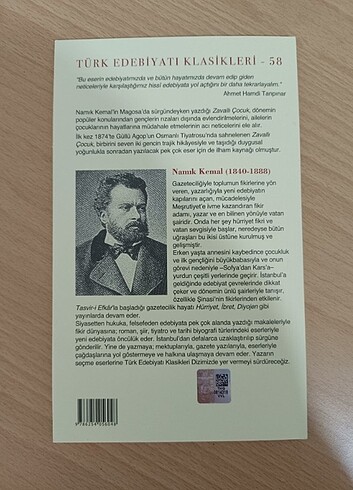 TÜRK EDEBİYATI KLASİKLERİ - 58
"Bu eserin edebiyatımızda ve bütün hayatımızda devam edip giden
neticeleriyle karşılaştığımız hissî edebiyata yol açtığını bir daha tekrarlayalım."
Ahmet Hamdi Tanpınar
Namık Kemal'in Magosa'da sürgündeyken yazdığı Zavallı Çocuk, dönemin
popüler konularından gençlerin rızaları dışında evlendirilmelerini, ailelerin
çocuklarının hayatlarına müdahale etmelerinin acı neticelerini ele alır.
İlk kez 1874'te Güllü Agop'un Osmanlı Tiyatrosu'nda sahnelenen Zavallı
Çocuk, birbirini seven iki gencin trajik hikâyesiyle ve taşıdığı duygusal
yoğunlukla sonradan yazılacak pek çok eser için de ilham kaynağı olmuştur.
Namık Kemal (1840-1888)
Gazeteciliğiyle toplumun fikirlerine yön
veren, yazarlığıyla yeni edebiyatın
kapılarını açan, mücadelesiyle
Meşrutiyet'e ivme kazandıran fikir
adamı, yazar ve en bilinen yönüyle vatan
şairidir. Onda her şey hürriyet fikri ve
vatan sevgisiyle başlar, neredeyse bütün
uğraşları bu ikisi üstüne kurulmuş ve
gelişmiştir.
Erken yaşta annesini kaybedince çocukluk
ve ilk gençliğini büyükbabasıyla ve onun
görevi nedeniyle –Sofya'dan Kars'a–
yurdun çeşitli yerlerinde geçirir. İstanbul'a
geldiğinde edebiyat çevrelerinde dikkat
çeker ve dönemin ünlü şairleriyle tanışır,
özellikle Şinasi'nin fikirlerinden etkilenir.
Tasvir-i Efkâr'la başladığı gazetecilik hayatı Hürriyet, İbret, Diyojen gibi
yayınlarda devam eder.
Siyasetten hukuka, felsefeden edebiyata pek çok alanda yazdığı makaleleriyle
fikir dünyasına; roman, şiir, tiyatro ve tarihi biyografi türlerindeki eserleriyle
yeni edebiyata öncülük eder. İstanbul'dan defalarca uzaklaştırılıp sürgüne
gönderilir. Yine de yazmaya; mektuplarıyla, gazete yazılarıyla, eserleriyle
çağdaşlarına yol göstermeye ve halkına ulaşmaya devam eder. Yazarın
seçme eserlerine Türk Edebiyatı Klasikleri Dizimizde yer vermeyi sürdüreceğiz.